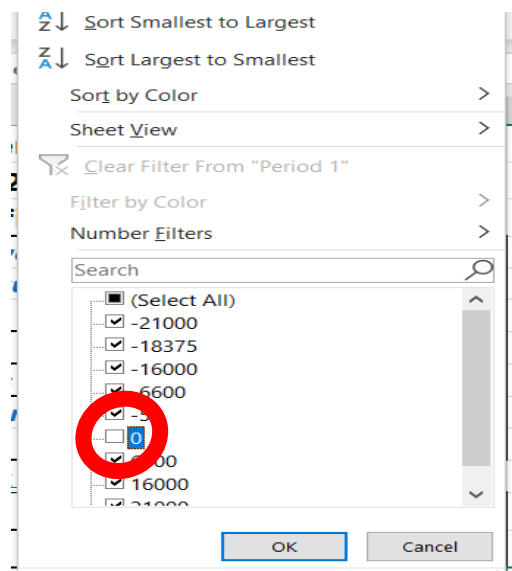 Sort Smallest to Largest
Sort Largest to Smallest
Sort by Color
Sheet View
Clear Filter From "Period 1"
Filter by Color
Number Filters
Search
(Select All)
-21000
-18375
-16000
-6600
0
16000
OK
Cancel